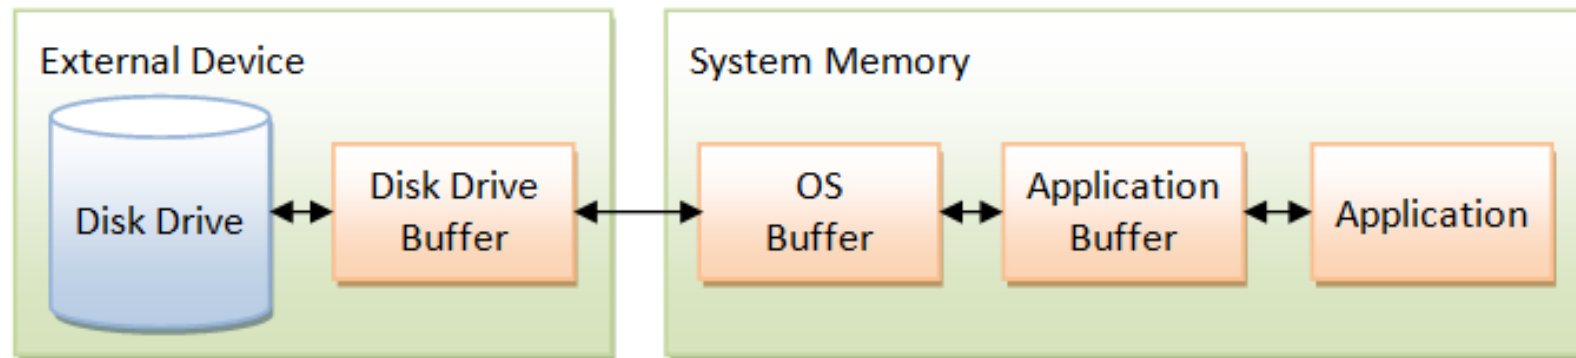 External Device
Disk Drive
Disk Drive
Buffer
System Memory
OS
Buffer
Application
Buffer
Application